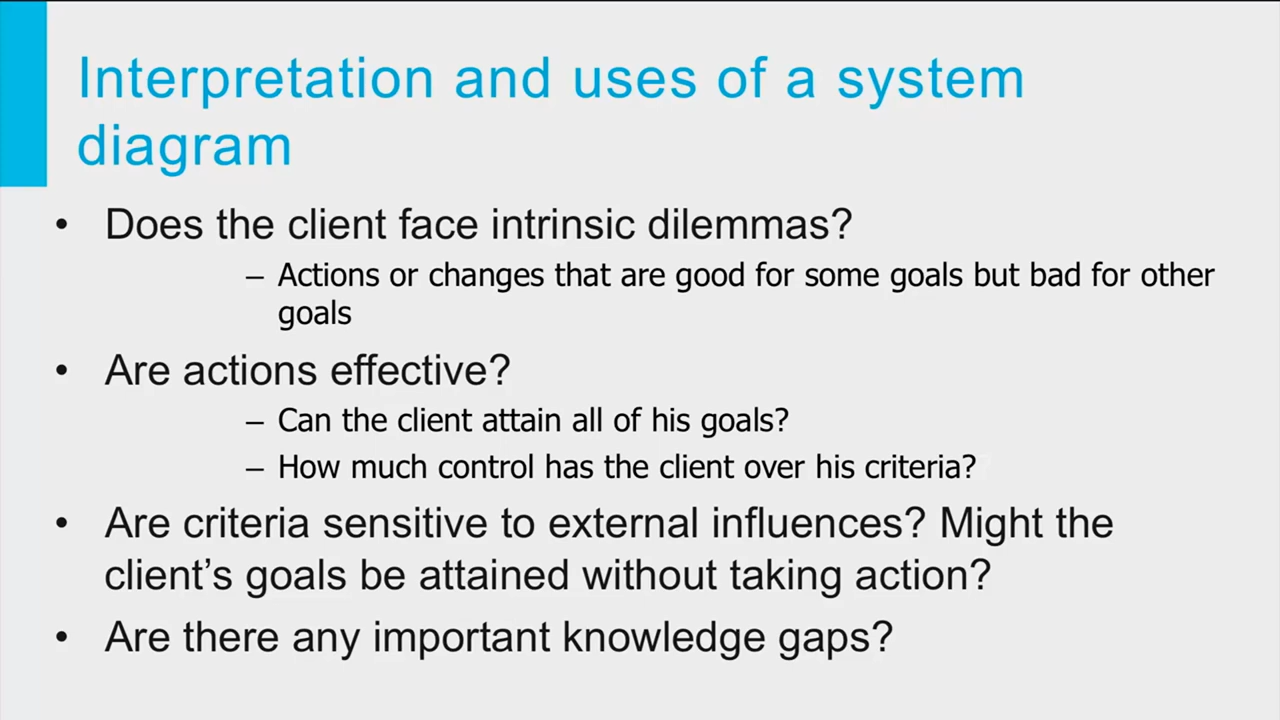 Interpretation and uses of a system
diagram
• Does the client face intrinsic dilemmas?
– Actions or changes that are good for some goals but bad for other
goals
• Are actions effective?
– Can the client attain all of his goals?
– How much control has the client over his criteria?
• Are criteria sensitive to external influences? Might the
client’s goals be attained without taking action?
• Are there any important knowledge gaps?